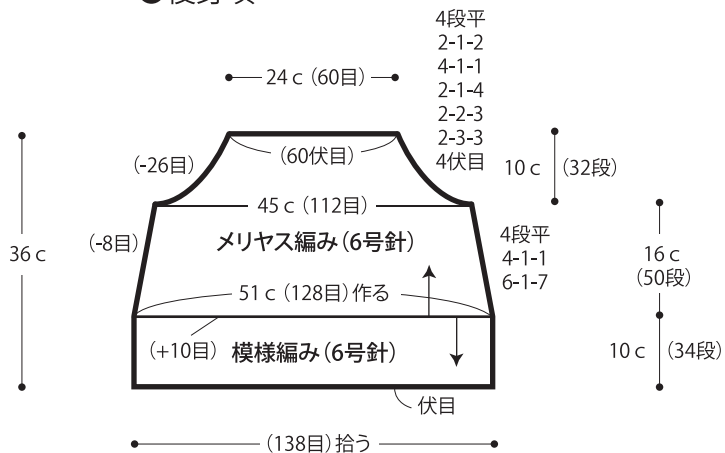 4段平
2-1-2
4-1-1
2-1-4
2-2-3
2-3-3
4伏目
24c(60目)
(60伏目)
(-26目)
10c (32段)
45c(112目)
(-8目)
36c
メリヤス編み(6号針)
4段平
4-1-1
6-1-7
16c
(50段)
51c(128目)作る
(+10目)
模様編み(6号針)
10c (34段)
伏目
(138目)拾う